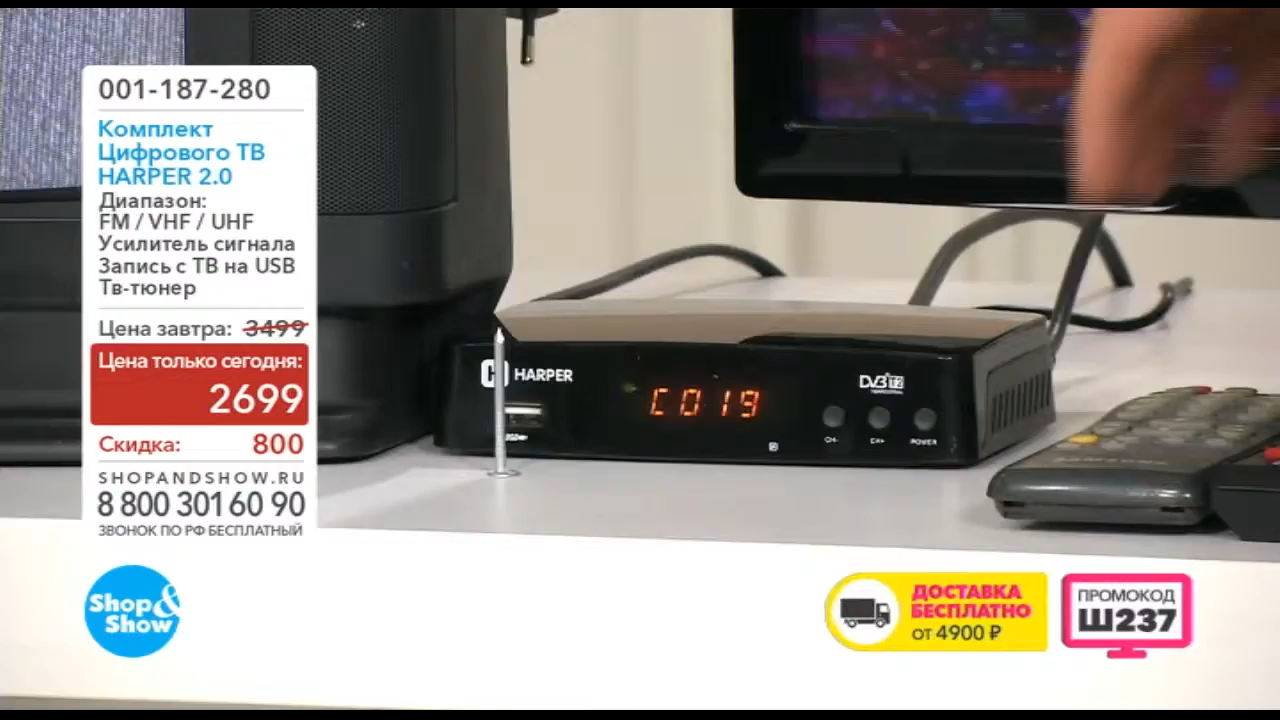 001-187-280
Комплект
Цифрового ТВ
HARPER 2.0
Диапазон:
FM / VHF / UHF
Усилитель сигнала
Запись с ТВ на USB
Тв-тюнер
Цена завтра: 3499
Цена только сегодня:
2699
Скидка: 800
SHOPANDSHOW.RU
8 800 301 60 90
ЗВОНОК ПО РФ БЕСПЛАТНЫЙ
HARPER
C019
DVB T2
CH-
CH+
POWER
Shop&
Show
ДОСТАВКА
БЕСПЛАТНО
ОТ 4900 ₽
ПРОМОКОД
Ш237